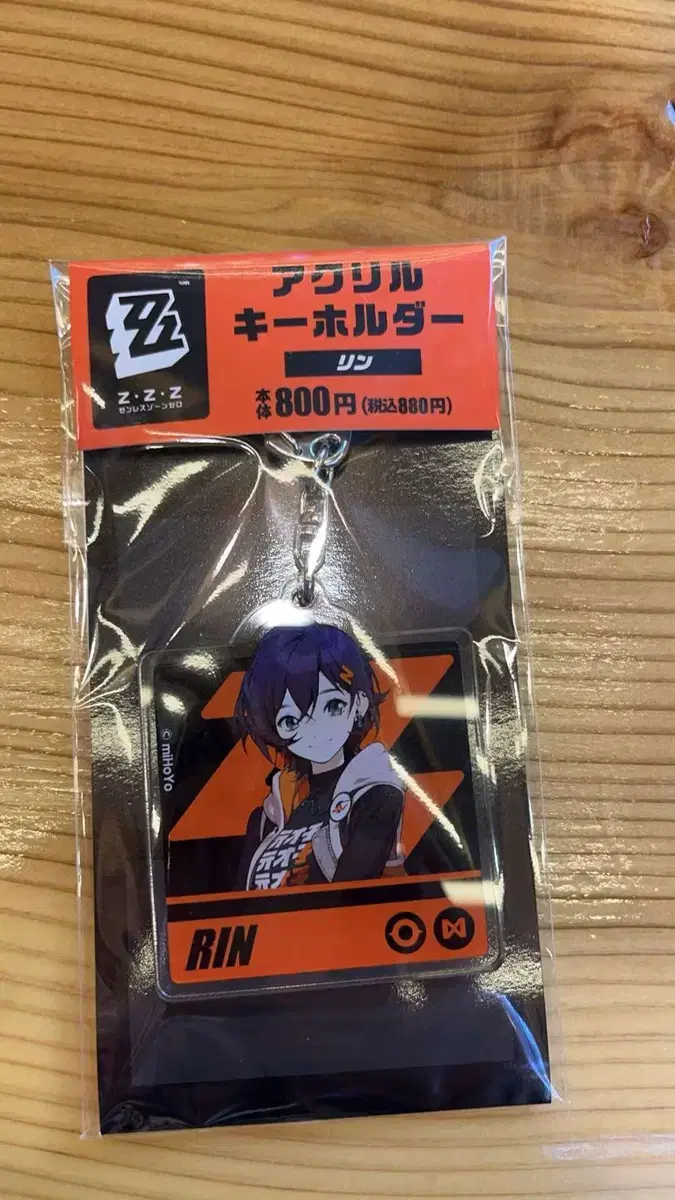 アクリル
キーホルダー
リン
本体800円(税込880円)
Z・Z・Z
ゼンレスゾーンゼロ
© miHoYo
RIN